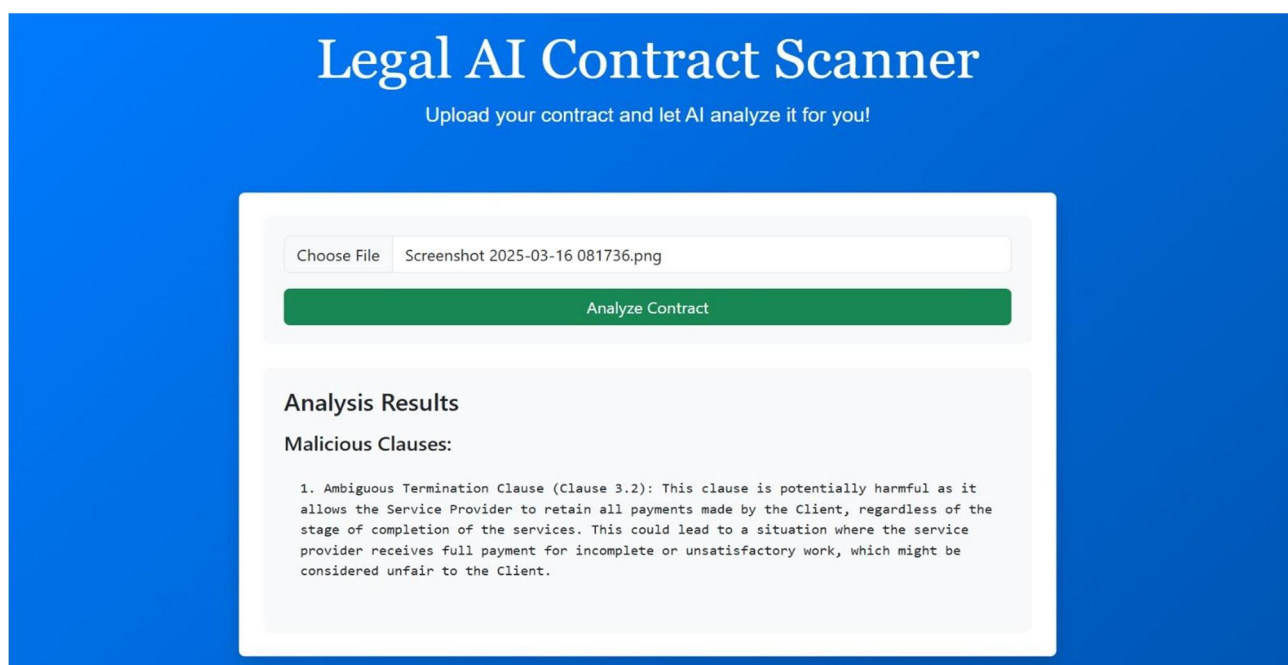 Legal AI Contract Scanner
Upload your contract and let AI analyze it for you!
Choose File Screenshot 2025-03-16 081736.png
Analyze Contract
Analysis Results
Malicious Clauses:
1. Ambiguous Termination Clause (Clause 3.2): This clause is potentially harmful as it
allows the Service Provider to retain all payments made by the Client, regardless of the
stage of completion of the services. This could lead to a situation where the service
provider receives full payment for incomplete or unsatisfactory work, which might be
considered unfair to the Client.